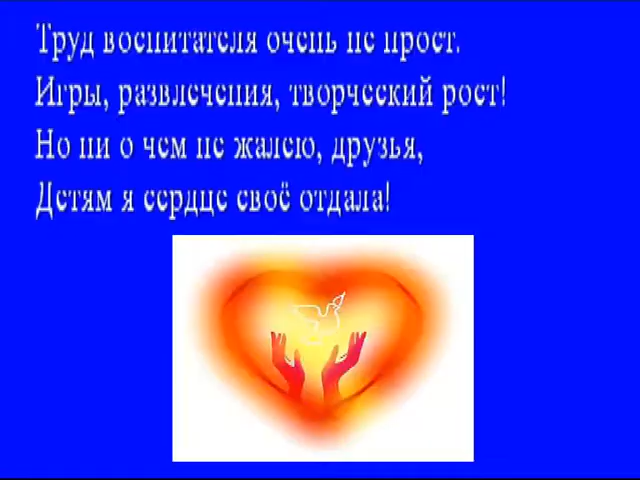 Труд воспитателя очень не прост.
Игры, развлечения, творческий рост!
Но ни о чем не жалею, друзья,
Детям я сердце своё отдала!